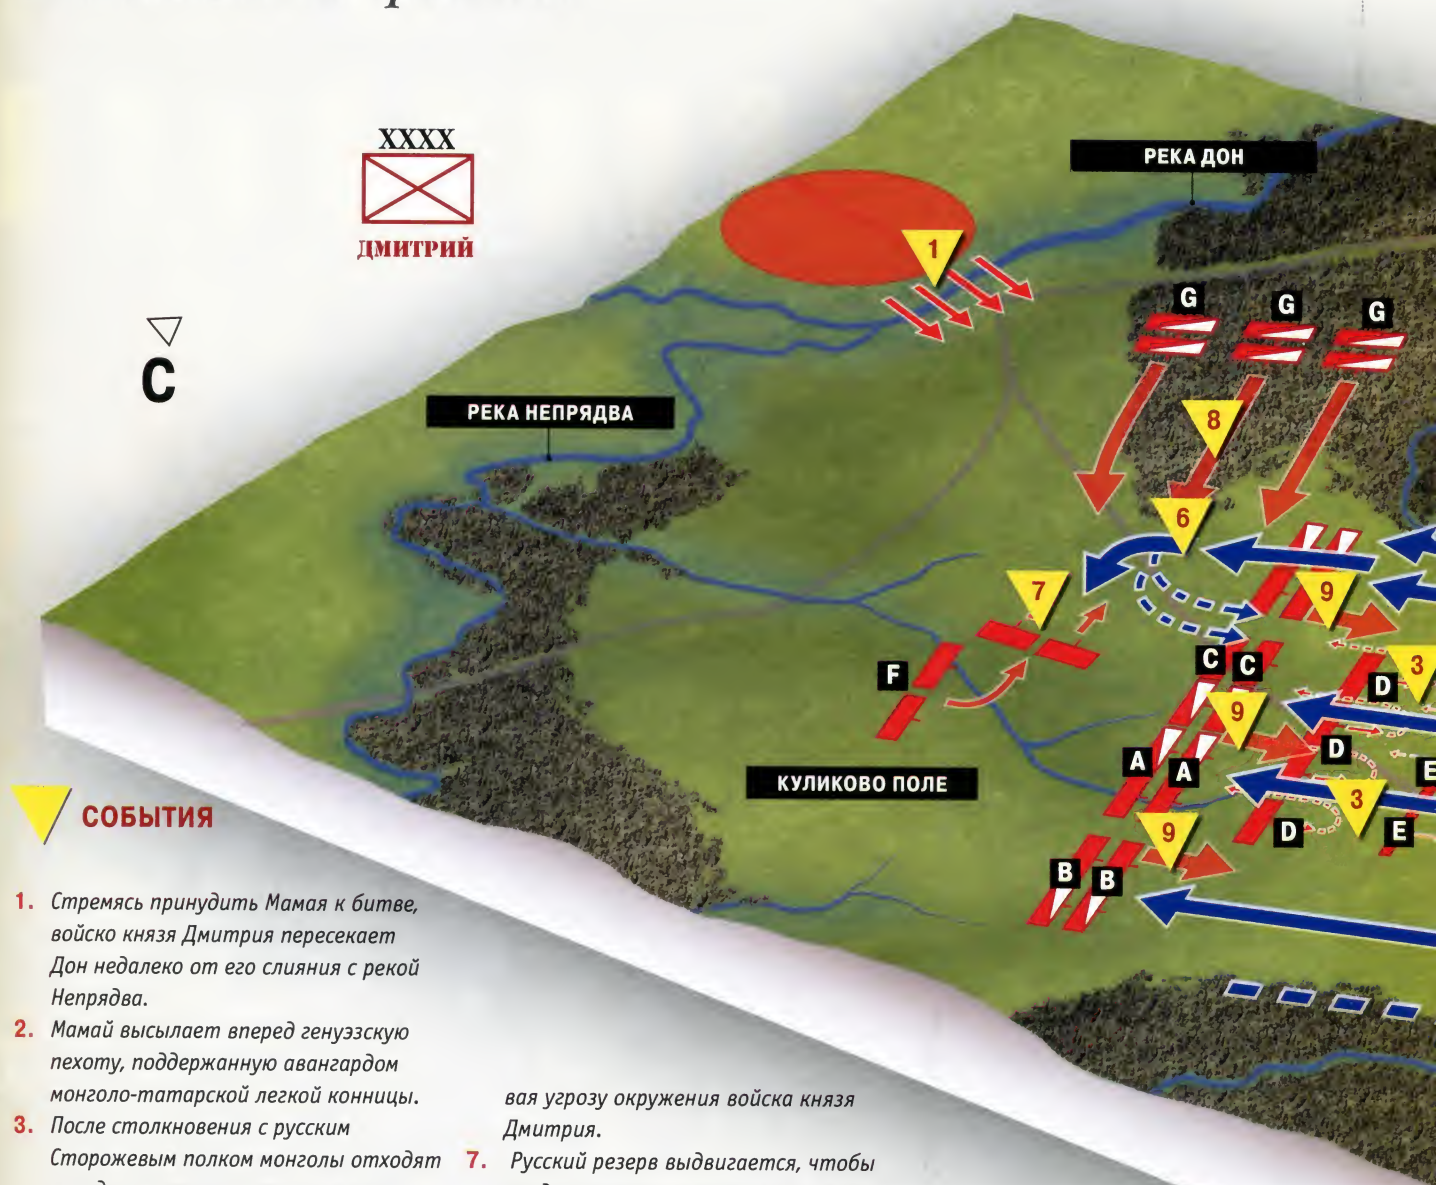 XXXX
ДМИТРИЙ
С
РЕКА ДОН
1
G
G
G
РЕКА НЕПРЯДВА
8
6
7
9
3
F
C
C
D
9
A
A
D
E
КУЛИКОВО ПОЛЕ
3
9
D
E
B
B
СОБЫТИЯ
1. Стремясь принудить Мамая к битве,
войско князя Дмитрия пересекает
Дон недалеко от его слияния с рекой
Непрядва.
2. Мамай высылает вперед генуэзскую
пехоту, поддержанную авангардом
монголо-татарской легкой конницы.
3. После столкновения с русским
Сторожевым полком монголы отходят
вая угрозу окружения войска князя
Дмитрия.
7. Русский резерв выдвигается, чтобы